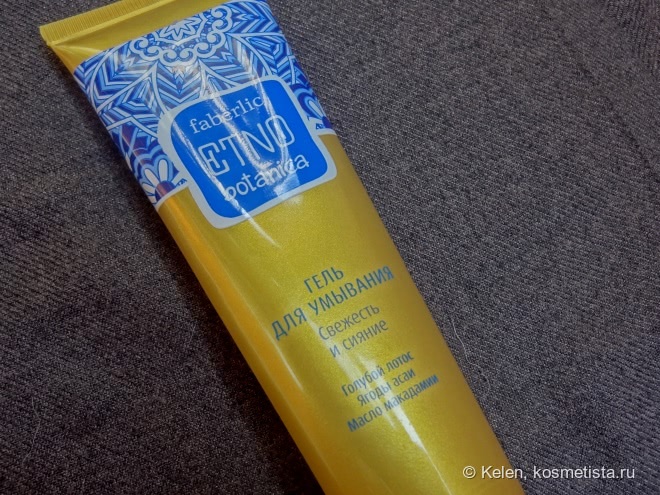 faberlic
ETNO
botanica
ГЕЛЬ
ДЛЯ УМЫВАНИЯ
Свежесть
и сияние
Голубой лотос
Ягоды асаи
Масло макадамии
© Kelen, kosmetista.ru